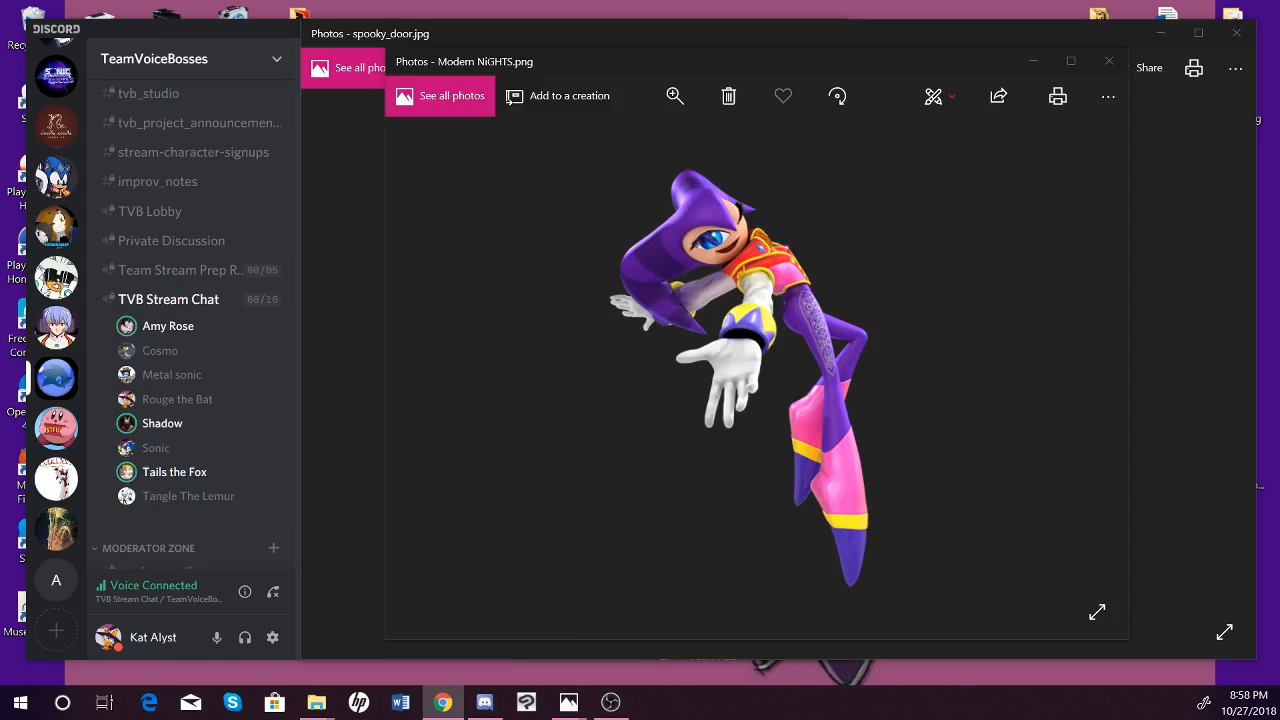 DISCORD
TeamVoiceBosses
tvb_studio
tvb_project_announcemen...
stream-character-signups
improv_notes
TVB Lobby
Private Discussion
Team Stream Prep R.. 00/05
TVB Stream Chat 08/10
Amy Rose
Cosmo
Metal sonic
Rouge the Bat
Shadow
Sonic
Tails the Fox
Tangle The Lemur
MODERATOR ZONE
A
Voice Connected
TVB Stream Chat / TeamVoiceBo...
Kat Alyst
Photos - spooky_door.jpg
See all pho
Share
Photos - Modern NiGHTS.png
See all photos
Add to a creation
8:58 PM
10/27/2018